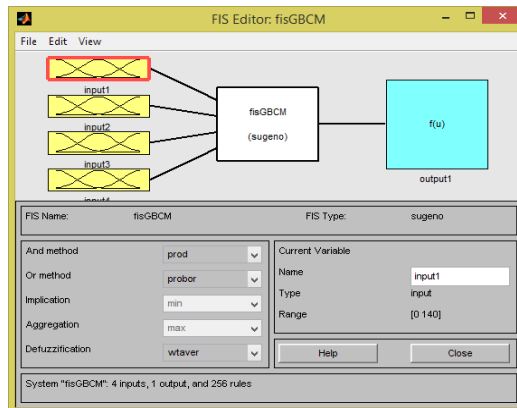 FIS Editor: fisGBCM
File Edit View
input1
input2
input3
input4
fisGBCM
(sugeno)
f(u)
output1
FIS Name: fisGBCM FIS Type: sugeno
And method prod
Or method probor
Implication min
Aggregation max
Defuzzification wtaver
Current Variable
Name input1
Type input
Range [0 140]
Help Close
System "fisGBCM": 4 inputs, 1 output, and 256 rules